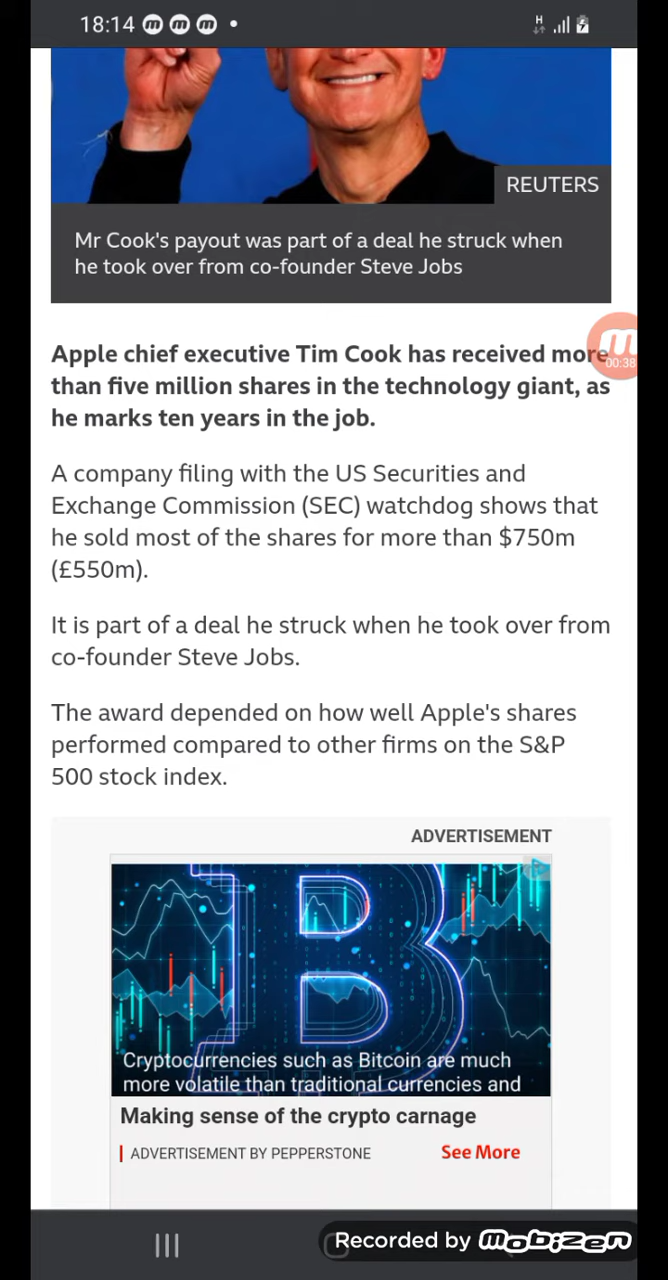 18:14
H
REUTERS
Mr Cook's payout was part of a deal he struck when
he took over from co-founder Steve Jobs
00:38
Apple chief executive Tim Cook has received more
than five million shares in the technology giant, as
he marks ten years in the job.
A company filing with the US Securities and
Exchange Commission (SEC) watchdog shows that
he sold most of the shares for more than $750m
(£550m).
It is part of a deal he struck when he took over from
co-founder Steve Jobs.
The award depended on how well Apple's shares
performed compared to other firms on the S&P
500 stock index.
ADVERTISEMENT
Cryptocurrencies such as Bitcoin are much
more volatile than traditional currencies and
Making sense of the crypto carnage
ADVERTISEMENT BY PEPPERSTONE See More
Recorded by mobizen